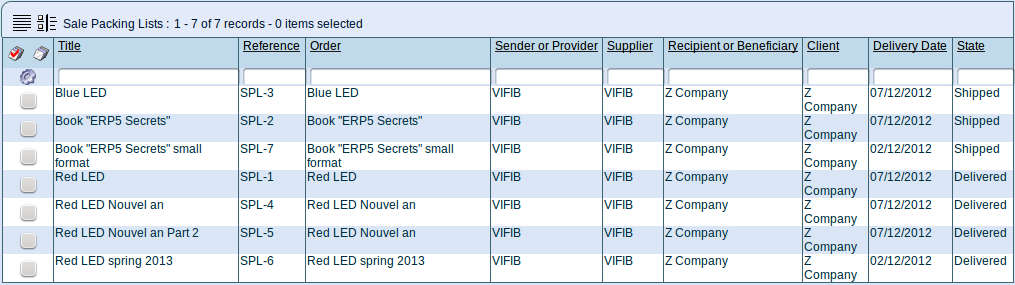 Sale Packing Lists : 1 - 7 of 7 records - 0 items selected
Title Reference Order Sender or Provider Supplier Recipient or Beneficiary Client Delivery Date State
Blue LED SPL-3 Blue LED VIFIB VIFIB Z Company Z Company 07/12/2012 Shipped
Book "ERP5 Secrets" SPL-2 Book "ERP5 Secrets" VIFIB VIFIB Z Company Z Company 07/12/2012 Shipped
Book "ERP5 Secrets" small format SPL-7 Book "ERP5 Secrets" small format VIFIB VIFIB Z Company Z Company 02/12/2012 Shipped
Red LED SPL-1 Red LED VIFIB VIFIB Z Company Z Company 07/12/2012 Delivered
Red LED Nouvel an SPL-4 Red LED Nouvel an VIFIB VIFIB Z Company Z Company 07/12/2012 Delivered
Red LED Nouvel an Part 2 SPL-5 Red LED Nouvel an VIFIB VIFIB Z Company Z Company 07/12/2012 Delivered
Red LED spring 2013 SPL-6 Red LED spring 2013 VIFIB VIFIB Z Company Z Company 02/12/2012 Delivered